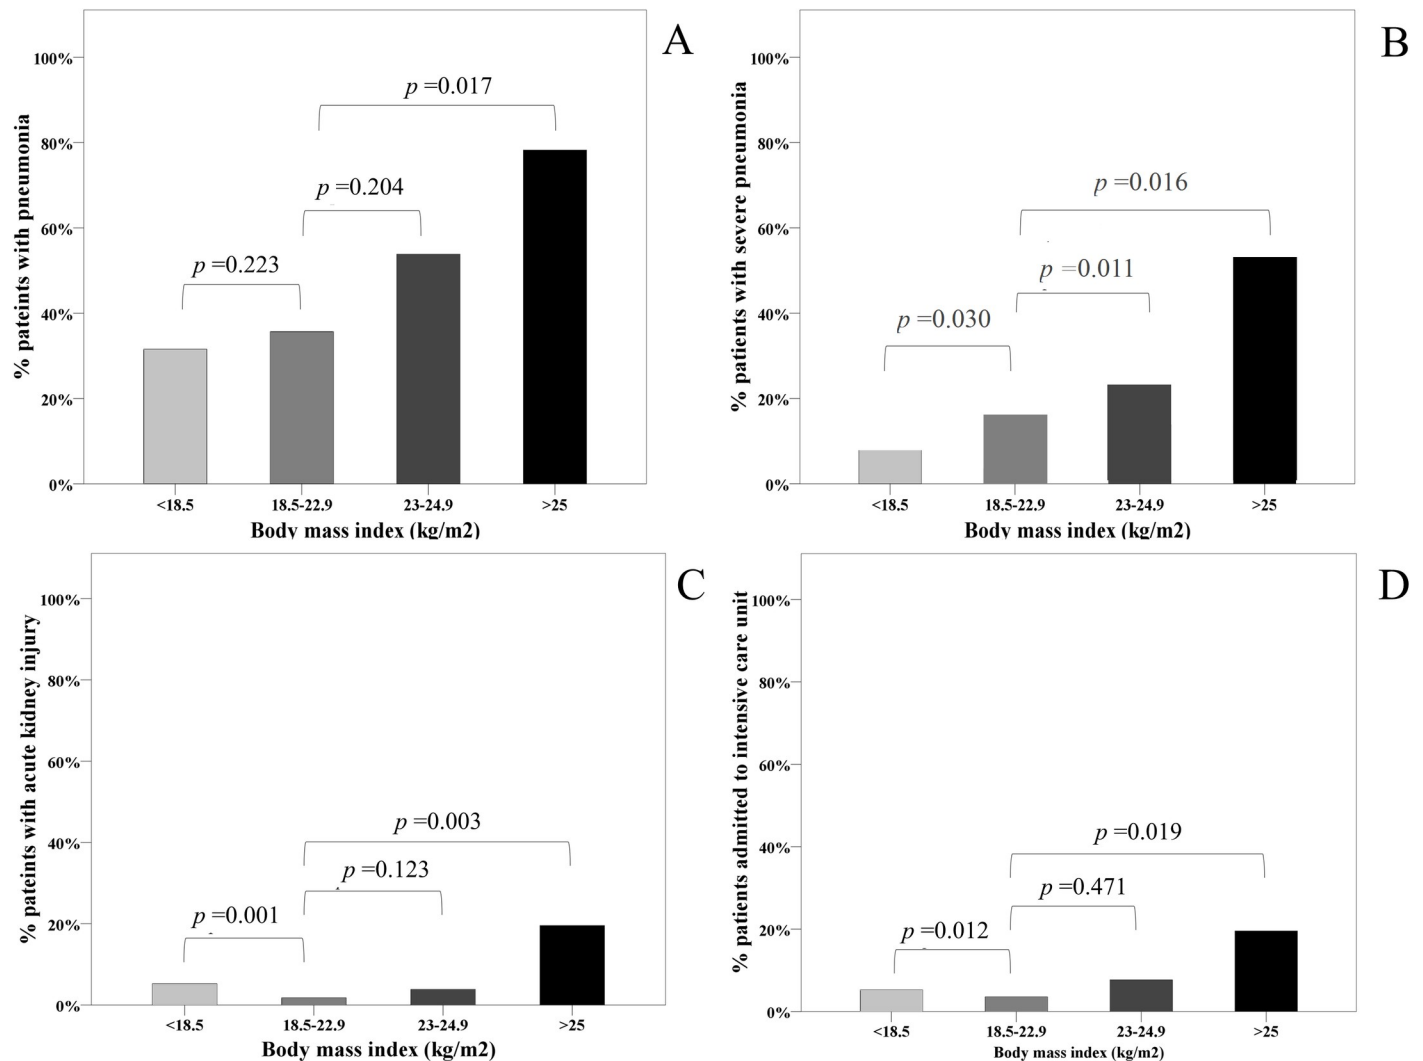 A
% pateints with pneumonia
100%
80%
60%
40%
20%
0%
p =0.017
p =0.204
p =0.223
<18.5
18.5-22.9
23-24.9
>25
Body mass index (kg/m2)
B
% patients with severe pneumonia
100%
80%
60%
40%
20%
0%
p =0.016
p =0.011
p =0.030
<18.5
18.5-22.9
23-24.9
>25
Body mass index (kg/m2)
C
% pateints with acute kidney injury
100%
80%
60%
40%
20%
0%
p =0.003
p =0.123
p =0.001
<18.5
18.5-22.9
23-24.9
>25
Body mass index (kg/m2)
D
% patients admitted to intensive care unit
100%
80%
60%
40%
20%
0%
p =0.019
p =0.471
p =0.012
<18.5
18.5-22.9
23-24.9
>25
Body mass index (kg/m2)